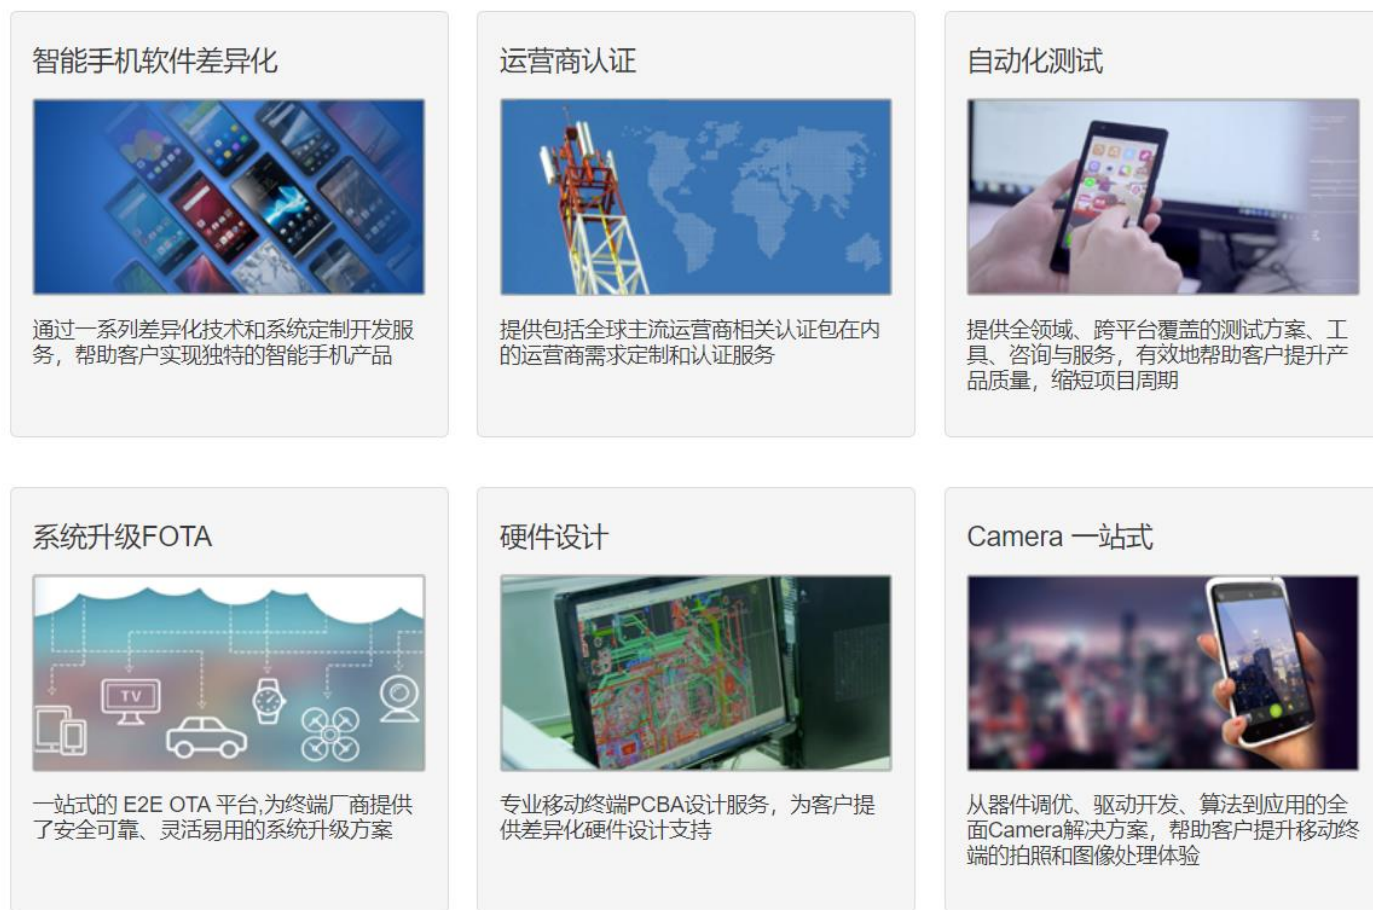 智能手机软件差异化
运营商认证
自动化测试
通过一系列差异化技术和系统定制开发服
务，帮助客户实现独特的智能手机产品
提供包括全球主流运营商相关认证包在内
的运营商需求定制和认证服务
提供全领域、跨平台覆盖的测试方案、工
具、咨询与服务，有效地帮助客户提升产
品质量，缩短项目周期
系统升级FOTA
硬件设计
Camera 一站式
TV
一站式的 E2E OTA 平台,为终端厂商提供
了安全可靠、灵活易用的系统升级方案
专业移动终端PCBA设计服务，为客户提
供差异化硬件设计支持
从器件调优、驱动开发、算法到应用的全
面Camera解决方案，帮助客户提升移动终
端的拍照和图像处理体验